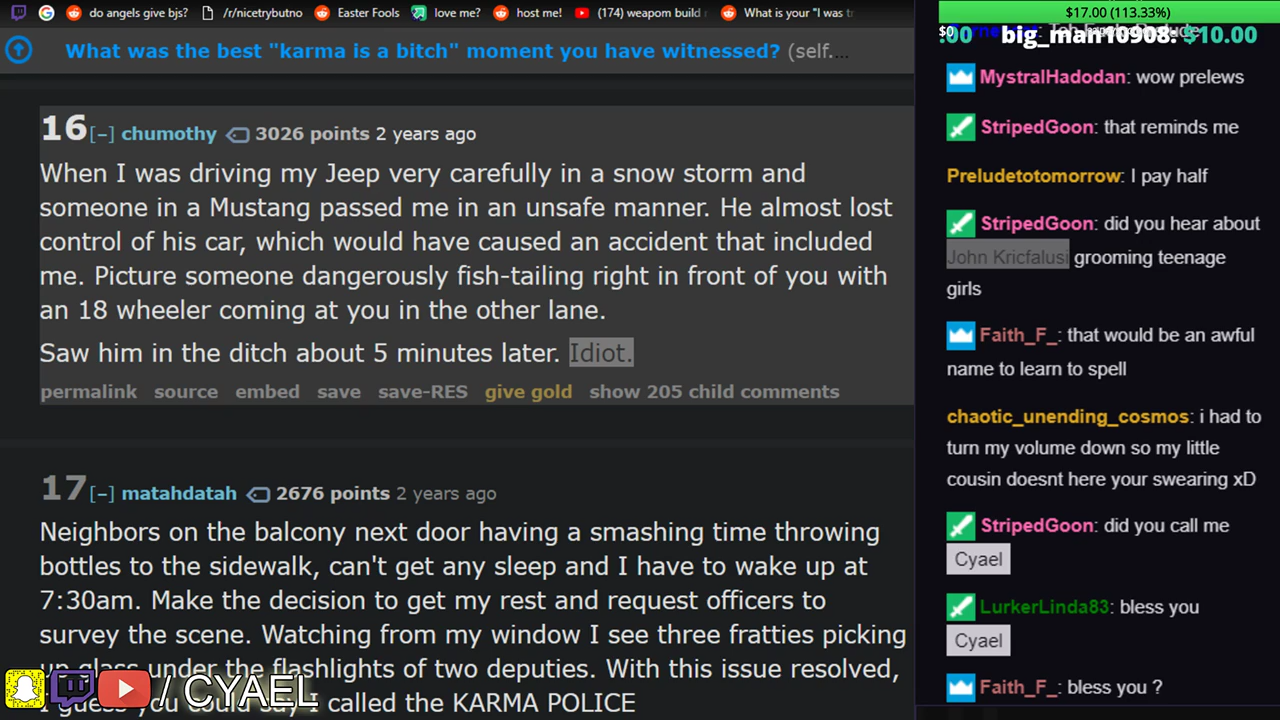 do angels give bjs?
/r/nicetrybutno
Easter Fools
love me?
host me!
(174) weapom build
What is your "I was t
What was the best "karma is a bitch" moment you have witnessed? (self....
16[–] chumothy 3026 points 2 years ago
When I was driving my Jeep very carefully in a snow storm and
someone in a Mustang passed me in an unsafe manner. He almost lost
control of his car, which would have caused an accident that included
me. Picture someone dangerously fish-tailing right in front of you with
an 18 wheeler coming at you in the other lane.
Saw him in the ditch about 5 minutes later. Idiot.
permalink source embed save save-RES give gold show 205 child comments
17[–] matahdatah 2676 points 2 years ago
Neighbors on the balcony next door having a smashing time throwing
bottles to the sidewalk, can't get any sleep and I have to wake up at
7:30am. Make the decision to get my rest and request officers to
survey the scene. Watching from my window I see three fratties picking
up glass under the flashlights of two deputies. With this issue resolved,
I guess you could say I called the KARMA POLICE
/ CYAEL
$17.00 (113.33%)
$0
.00 big_man10908: $10.00
MystralHadodan: wow prelews
StripedGoon: that reminds me
Preludetotomorrow: I pay half
StripedGoon: did you hear about
John Kricfalusi grooming teenage
girls
Faith_F_: that would be an awful
name to learn to spell
chaotic_unending_cosmos: i had to
turn my volume down so my little
cousin doesnt here your swearing xD
StripedGoon: did you call me
Cyael
LurkerLinda83: bless you
Cyael
Faith_F_: bless you ?